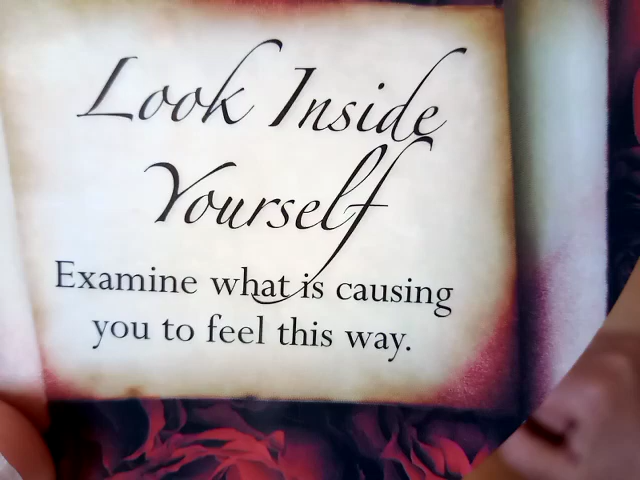 Look Inside
Yourself
Examine what is causing
you to feel this way.